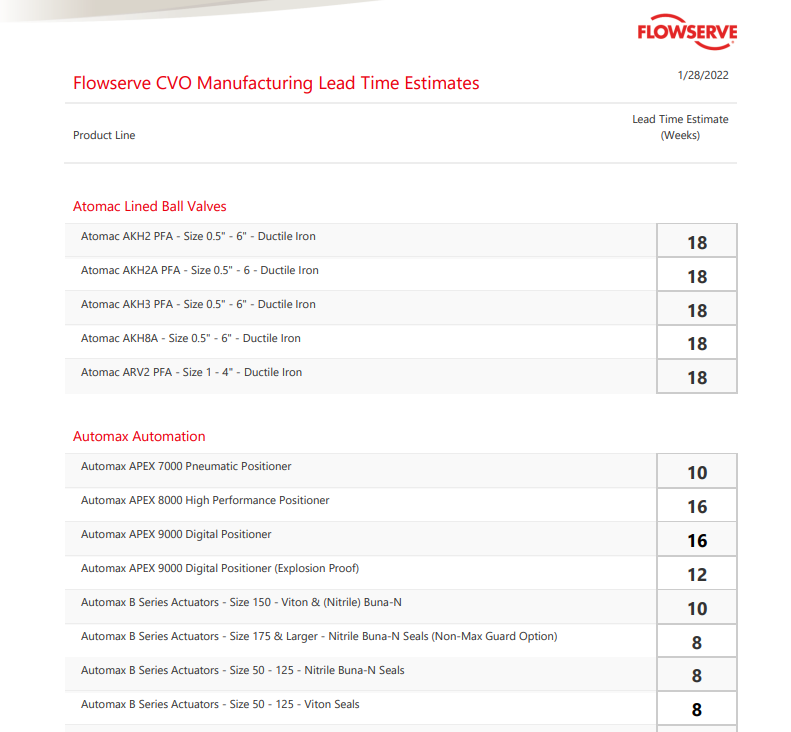 FLOWSERVE
1/28/2022
Flowserve CVO Manufacturing Lead Time Estimates
Lead Time Estimate
(Weeks)
Product Line
Atomac Lined Ball Valves
Atomac AKH2 PFA - Size 0.5" - 6" - Ductile Iron 18
Atomac AKH2A PFA - Size 0.5" - 6 - Ductile Iron 18
Atomac AKH3 PFA - Size 0.5" - 6" - Ductile Iron 18
Atomac AKH8A - Size 0.5" - 6" - Ductile Iron 18
Atomac ARV2 PFA - Size 1 - 4" - Ductile Iron 18
Automax Automation
Automax APEX 7000 Pneumatic Positioner 10
Automax APEX 8000 High Performance Positioner 16
Automax APEX 9000 Digital Positioner 16
Automax APEX 9000 Digital Positioner (Explosion Proof) 12
Automax B Series Actuators - Size 150 - Viton & (Nitrile) Buna-N 10
Automax B Series Actuators - Size 175 & Larger - Nitrile Buna-N Seals (Non-Max Guard Option) 8
Automax B Series Actuators - Size 50 - 125 - Nitrile Buna-N Seals 8
Automax B Series Actuators - Size 50 - 125 - Viton Seals 8